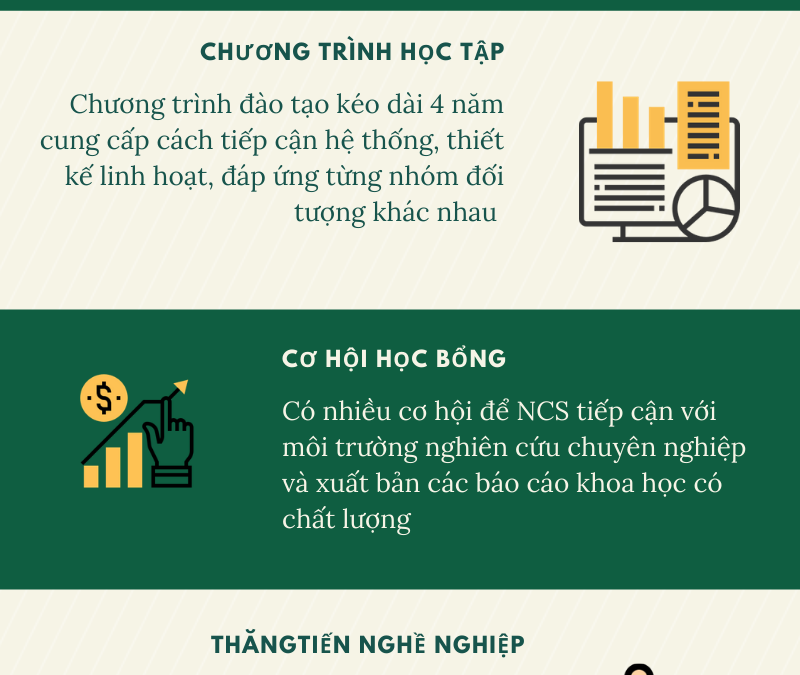 CHƯƠNG TRÌNH HỌC TẬP
Chương trình đào tạo kéo dài 4 năm
cung cấp cách tiếp cận hệ thống, thiết
kế linh hoạt, đáp ứng từng nhóm đối
tượng khác nhau
$
CƠ HỘI HỌC BỔNG
Có nhiều cơ hội để NCS tiếp cận với
môi trường nghiên cứu chuyên nghiệp
và xuất bản các báo cáo khoa học có
chất lượng
THĂNGTIẾN NGHỀ NGHIỆP